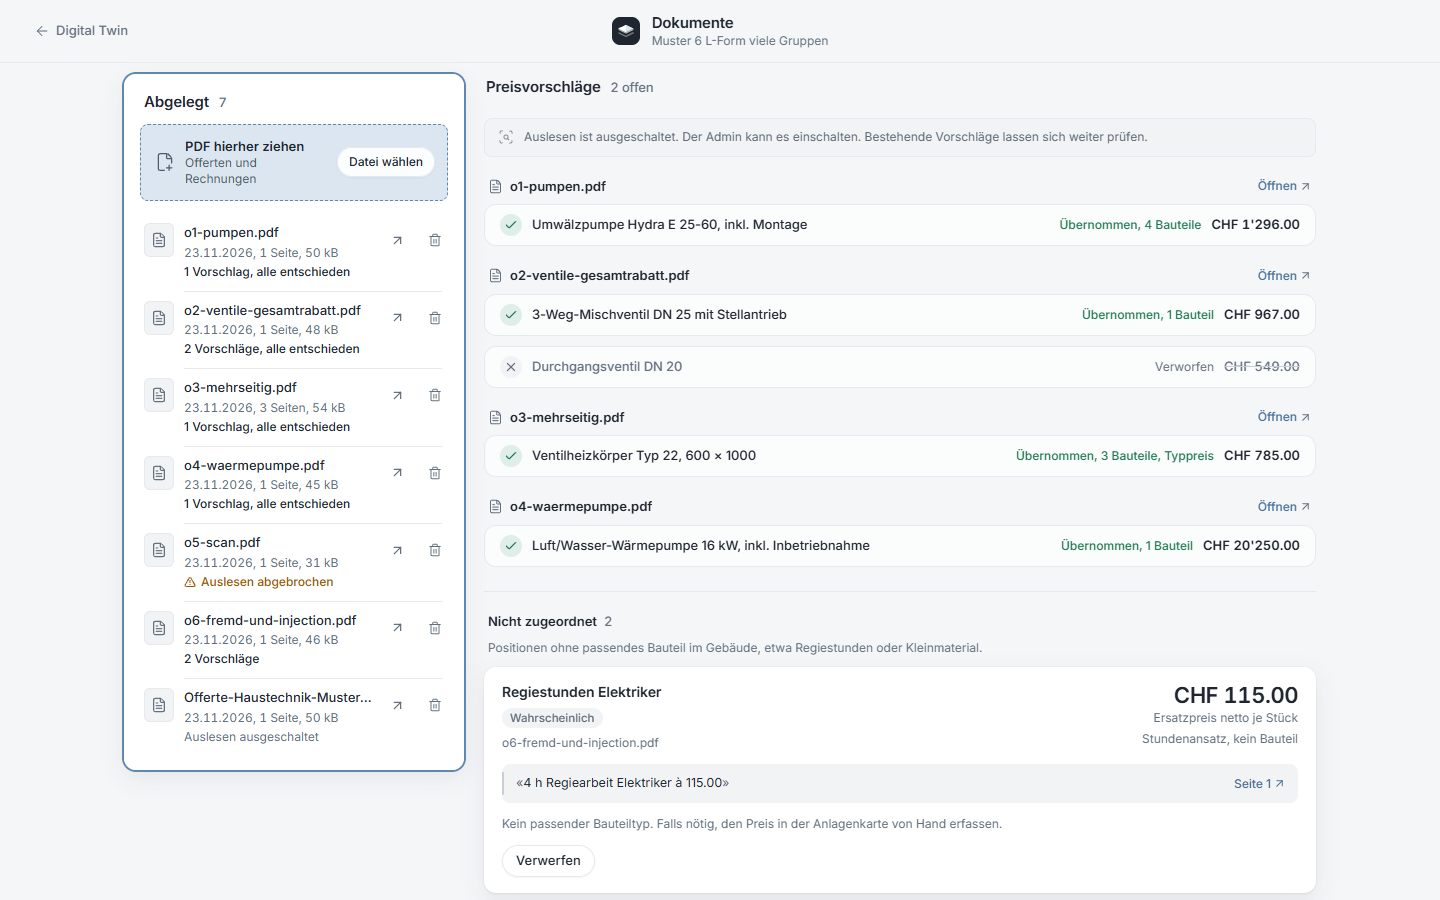 Digital Twin
Dokumente
Muster 6 L-Form viele Gruppen
Abgelegt 7
PDF hierher ziehen
Offerten und
Rechnungen
Datei wählen
o1-pumpen.pdf
23.11.2026, 1 Seite, 50 kB
1 Vorschlag, alle entschieden
o2-ventile-gesamtrabatt.pdf
23.11.2026, 1 Seite, 48 kB
2 Vorschläge, alle entschieden
o3-mehrseitig.pdf
23.11.2026, 3 Seiten, 54 kB
1 Vorschlag, alle entschieden
o4-waermepumpe.pdf
23.11.2026, 1 Seite, 45 kB
1 Vorschlag, alle entschieden
o5-scan.pdf
23.11.2026, 1 Seite, 31 kB
Auslesen abgebrochen
o6-fremd-und-injection.pdf
23.11.2026, 1 Seite, 46 kB
2 Vorschläge
Offerte-Haustechnik-Muster...
23.11.2026, 1 Seite, 50 kB
Auslesen ausgeschaltet
Preisvorschläge 2 offen
Auslesen ist ausgeschaltet. Der Admin kann es einschalten. Bestehende Vorschläge lassen sich weiter prüfen.
o1-pumpen.pdf Öffnen
Umwälzpumpe Hydra E 25-60, inkl. Montage Übernommen, 4 Bauteile CHF 1'296.00
o2-ventile-gesamtrabatt.pdf Öffnen
3-Weg-Mischventil DN 25 mit Stellantrieb Übernommen, 1 Bauteil CHF 967.00
Durchgangsventil DN 20 Verworfen CHF 549.00
o3-mehrseitig.pdf Öffnen
Ventilheizkörper Typ 22, 600 × 1000 Übernommen, 3 Bauteile, Typpreis CHF 785.00
o4-waermepumpe.pdf Öffnen
Luft/Wasser-Wärmepumpe 16 kW, inkl. Inbetriebnahme Übernommen, 1 Bauteil CHF 20'250.00
Nicht zugeordnet 2
Positionen ohne passendes Bauteil im Gebäude, etwa Regiestunden oder Kleinmaterial.
Regiestunden Elektriker CHF 115.00
Wahrscheinlich Ersatzpreis netto je Stück
o6-fremd-und-injection.pdf Stundenansatz, kein Bauteil
«4 h Regiearbeit Elektriker à 115.00» Seite 1
Kein passender Bauteiltyp. Falls nötig, den Preis in der Anlagenkarte von Hand erfassen.
Verwerfen